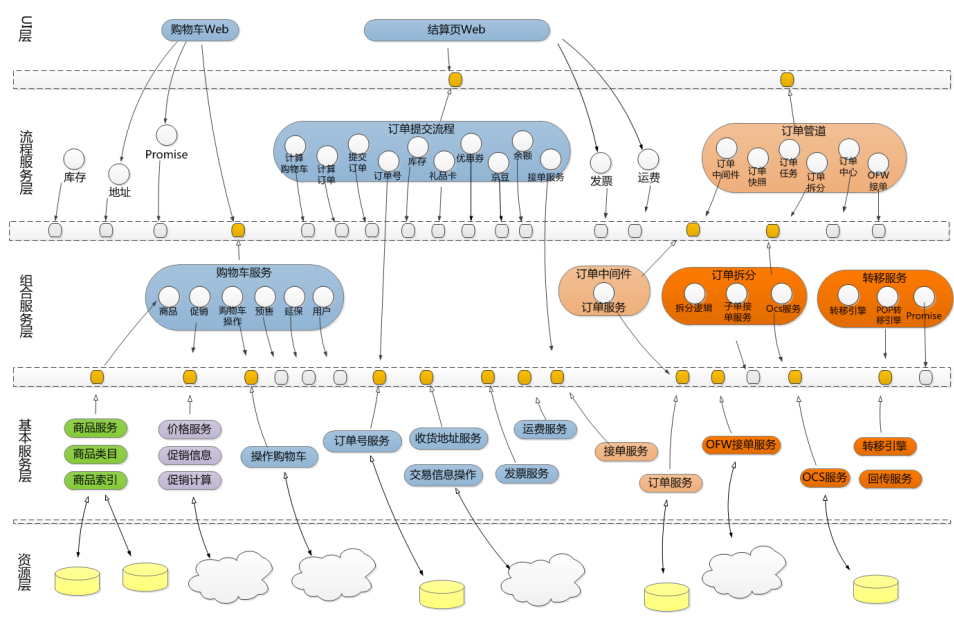 UI层
购物车Web
结算页Web
流程服务层
库存
地址
Promise
订单提交流程
计算
购物车
计算
订单
提交
订单
订单号
库存
礼品卡
优惠券
京豆
余额
接单服务
发票
运费
订单管道
订单
中间件
订单
快照
订单
任务
订单
拆分
订单
中心
OFW
接单
组合服务层
购物车服务
商品
促销
购物车
操作
预售
延保
用户
订单中间件
订单服务
订单拆分
拆分逻辑
子单接
单服务
Ocs服务
转移服务
转移引擎
POP转
移引擎
Promise
基本服务层
商品服务
商品类目
商品索引
价格服务
促销信息
促销计算
操作购物车
订单号服务
收货地址服务
交易信息操作
发票服务
运费服务
接单服务
订单服务
OFW接单服务
OCS服务
转移引擎
回传服务
资源层